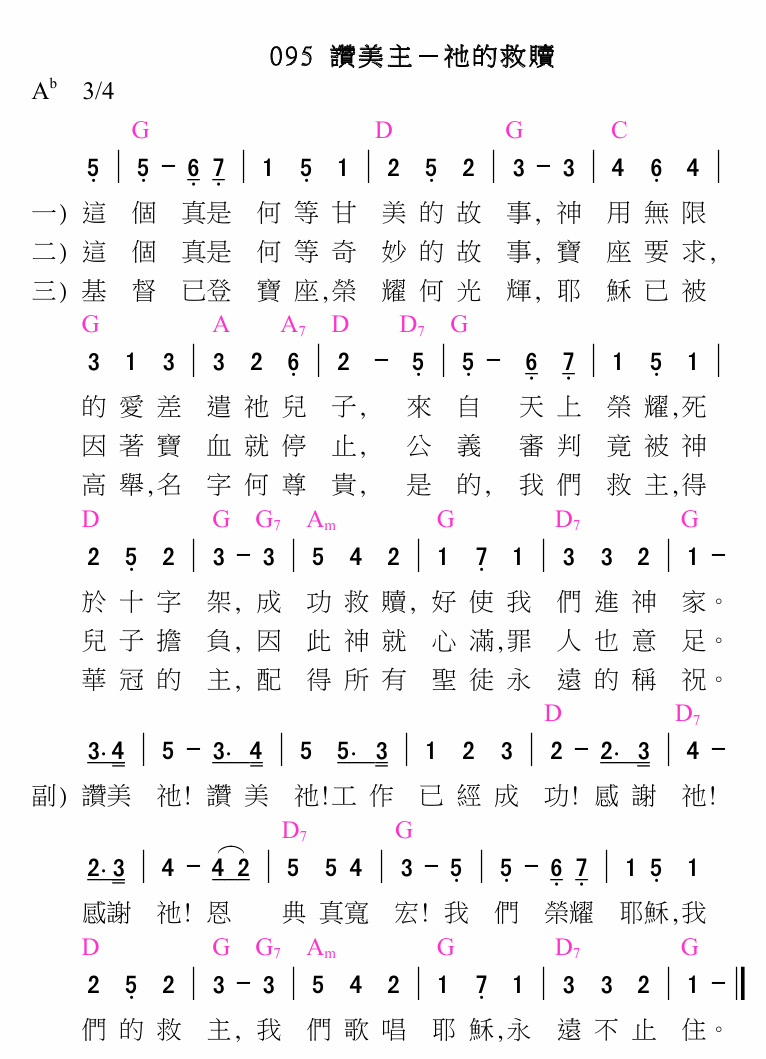 095 讚美主－祂的救贖
A♭ 3/4
G D G C
5̣ | 5̣ － 6̣ 7̣ | 1 5̣ 1 | 2 5̣ 2 | 3 － 3 | 4 6̣ 4 |
一) 這 個 真是 何 等 甘 美 的 故 事, 神 用 無 限
二) 這 個 真是 何 等 奇 妙 的 故 事, 寶 座 要 求,
三) 基 督 已登 寶 座,榮 耀 何 光 輝, 耶 穌 已 被
G A A7 D D7 G
3 1 3 | 3 2 6̣ | 2 － 5̣ | 5̣ － 6̣ 7̣ | 1 5̣ 1 |
的 愛 差 遣 祂 兒 子, 來 自 天 上 榮 耀,死
因 著 寶 血 就 停 止, 公 義 審 判 竟 被 神
高 舉,名 字 何 尊 貴, 是 的, 我 們 救 主,得
D G G7 Am G D7 G
2 5̣ 2 | 3 － 3 | 5 4 2 | 1 7̣ 1 | 3 3 2 | 1 －
於 十 字 架, 成 功 救 贖, 好 使 我 們 進 神 家。
兒 子 擔 負, 因 此 神 就 心 滿,罪 人 也 意 足。
華 冠 的 主, 配 得 所 有 聖 徒 永 遠 的 稱 祝。
D D7
3· 4 | 5 － 3· 4 | 5 5· 3 | 1 2 3 | 2 － 2· 3 | 4 －
副) 讚美 祂! 讚 美 祂!工 作 已 經 成 功! 感 謝 祂!
D7 G
2· 3 | 4 － 4 2 | 5 5 4 | 3 － 5̣ | 5̣ － 6̣ 7̣ | 1 5̣ 1
感謝 祂! 恩 典 真寬 宏! 我 們 榮耀 耶穌,我
D G G7 Am G D7 G
2 5̣ 2 | 3 － 3 | 5 4 2 | 1 7̣ 1 | 3 3 2 | 1 － ‖
們 的 救 主, 我 們 歌 唱 耶 穌,永 遠 不 止 住。